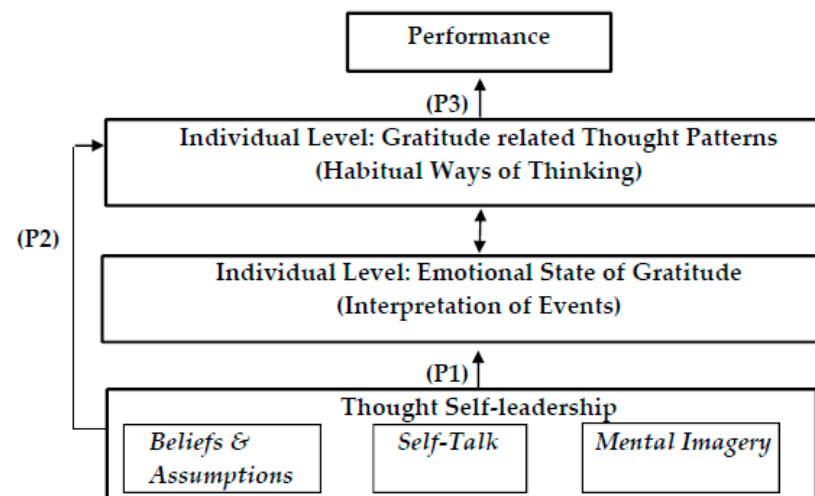 Performance
(P3)
Individual Level: Gratitude related Thought Patterns
(Habitual Ways of Thinking)
(P2)
Individual Level: Emotional State of Gratitude
(Interpretation of Events)
(P1)
Thought Self-leadership
Beliefs &
Assumptions
Self-Talk
Mental Imagery